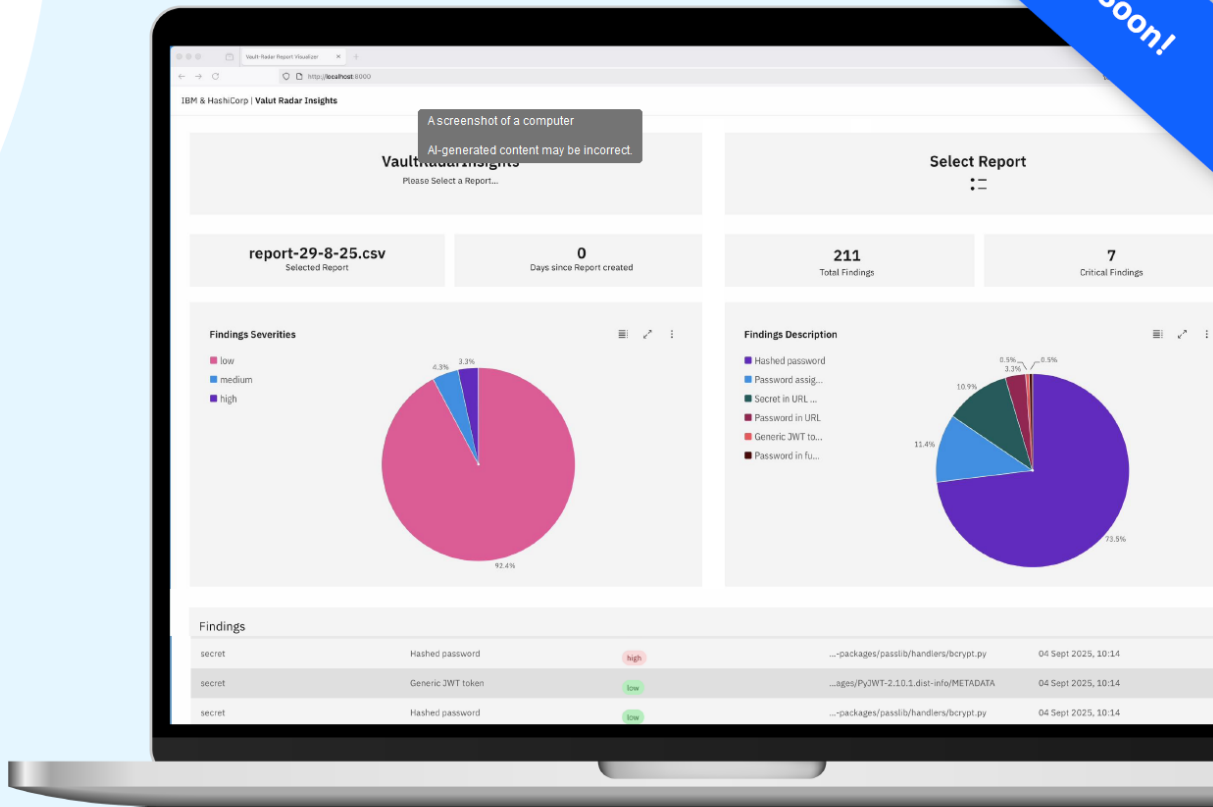 soon!
Vault-Radar Report Visualizer
http://localhost:8000
IBM & HashiCorp | Valut Radar Insights
A screenshot of a computer
AI-generated content may be incorrect.
VaultRadarInsights
Please Select a Report...
Select Report
report-29-8-25.csv
Selected Report
0
Days since Report created
211
Total Findings
7
Critical Findings
Findings Severities
low
medium
high
4.3%
3.3%
92.4%
Findings Description
Hashed password
Password assig...
Secret in URL ...
Password in URL
Generic JWT to...
Password in fu...
0.5%
0.5%
3.3%
10.9%
11.4%
73.5%
Findings
secret Hashed password high ...-packages/passlib/handlers/bcrypt.py 04 Sept 2025, 10:14
secret Generic JWT token low ...ages/PyJWT-2.10.1.dist-info/METADATA 04 Sept 2025, 10:14
secret Hashed password low ...-packages/passlib/handlers/bcrypt.py 04 Sept 2025, 10:14